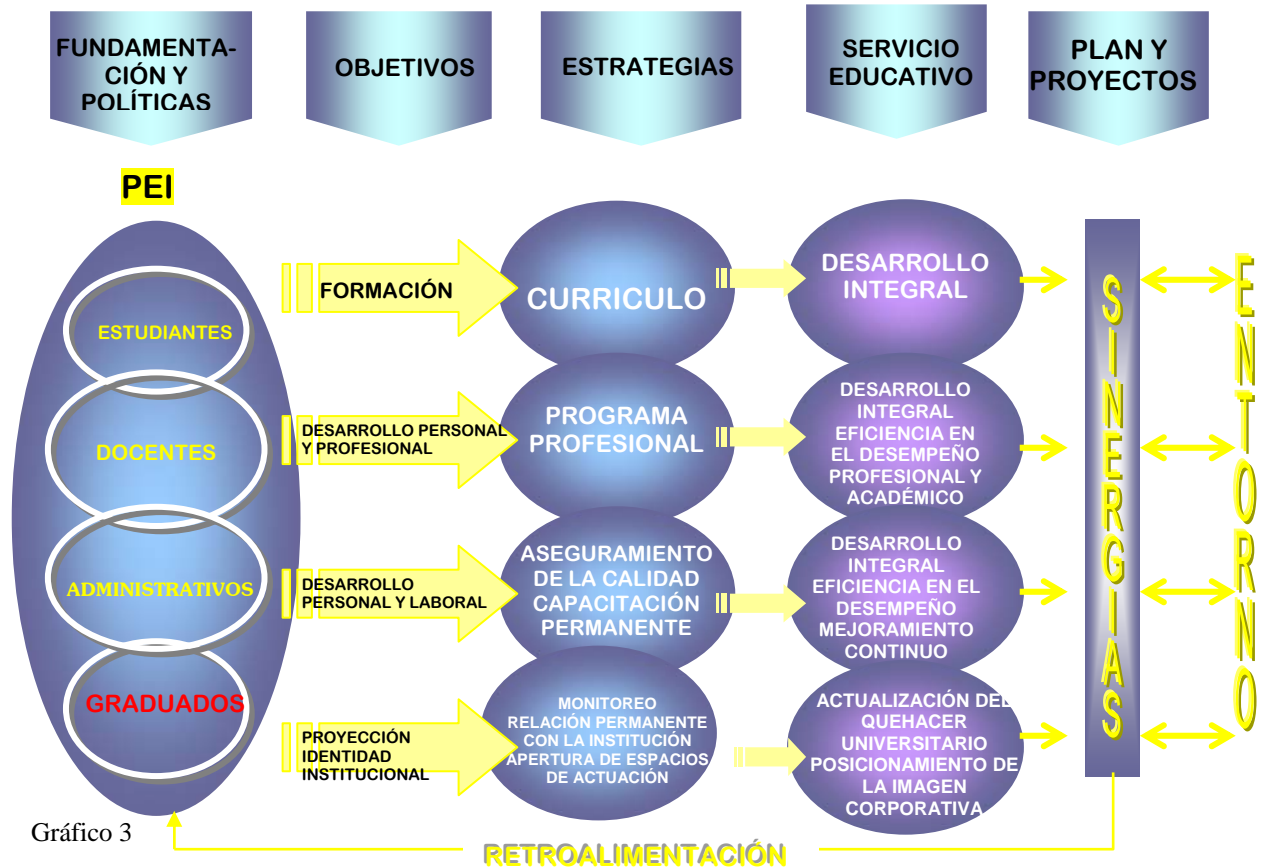 FUNDAMENTA-
CIÓN Y
POLÍTICAS
OBJETIVOS
ESTRATEGIAS
SERVICIO
EDUCATIVO
PLAN Y
PROYECTOS
PEI
ESTUDIANTES
FORMACIÓN
CURRICULO
DESARROLLO
INTEGRAL
DOCENTES
DESARROLLO PERSONAL
Y PROFESIONAL
PROGRAMA
PROFESIONAL
DESARROLLO
INTEGRAL
EFICIENCIA EN
EL DESEMPEÑO
PROFESIONAL Y
ACADÉMICO
ADMINISTRATIVOS
DESARROLLO
PERSONAL Y LABORAL
ASEGURAMIENTO
DE LA CALIDAD
CAPACITACIÓN
PERMANENTE
DESARROLLO
INTEGRAL
EFICIENCIA EN EL
DESEMPEÑO
MEJORAMIENTO
CONTINUO
GRADUADOS
PROYECCIÓN
IDENTIDAD
INSTITUCIONAL
MONITOREO
RELACIÓN PERMANENTE
CON LA INSTITUCIÓN
APERTURA DE ESPACIOS
DE ACTUACIÓN
ACTUALIZACIÓN DEL
QUEHACER
UNIVERSITARIO
POSICIONAMIENTO DE
LA IMAGEN
CORPORATIVA
SINERGIAS
ENTORNO
Gráfico 3
RETROALIMENTACIÓN